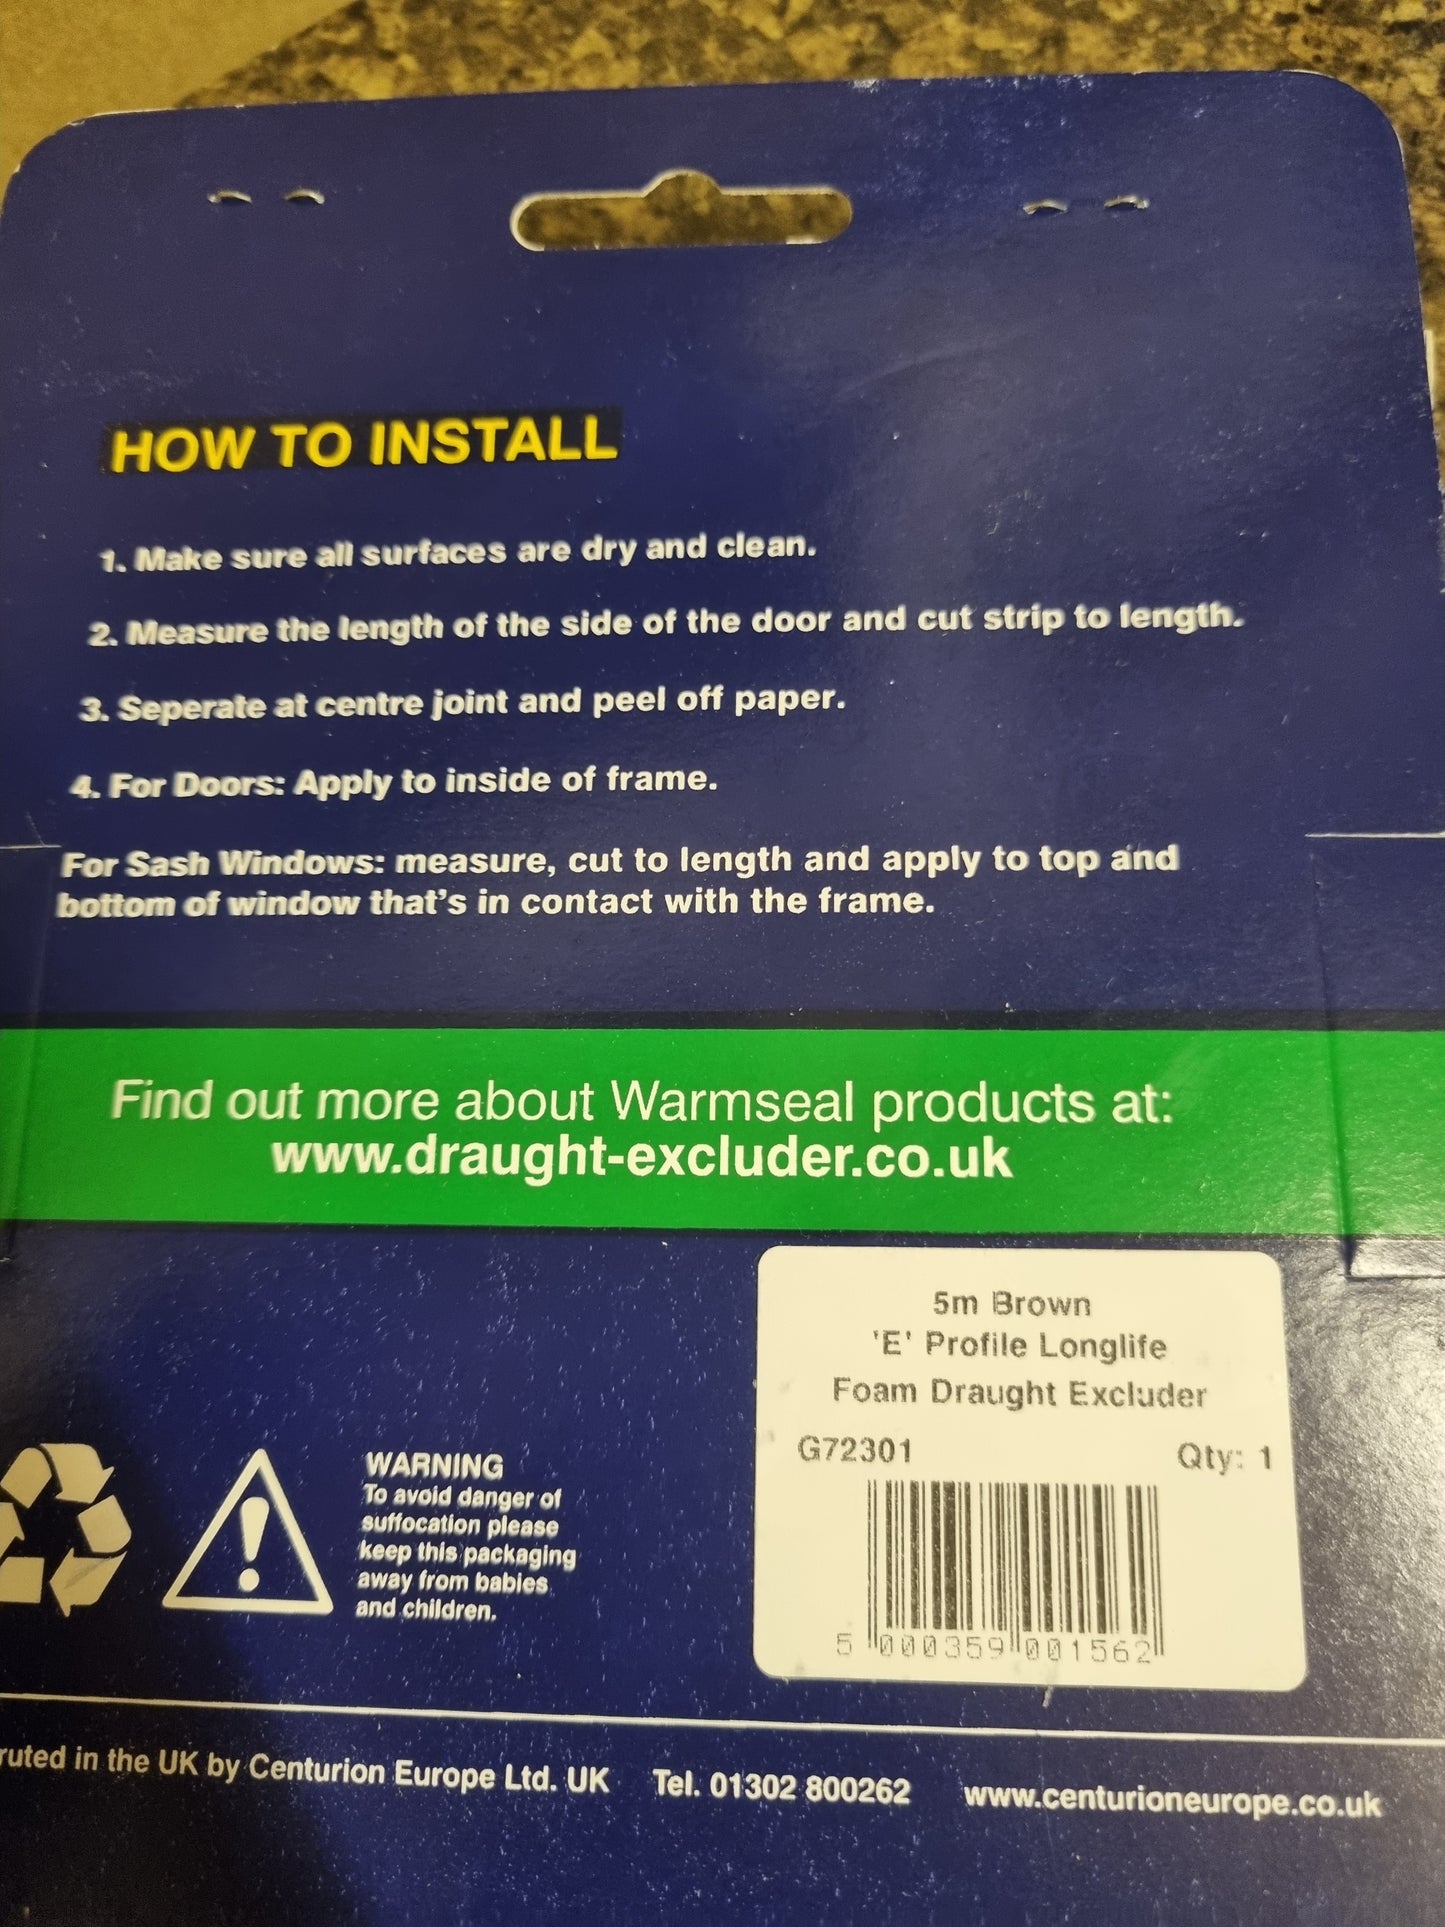 HOW TO INSTALL
1. Make sure all surfaces are dry and clean.
2. Measure the length of the side of the door and cut strip to length.
3. Seperate at centre joint and peel off paper.
4. For Doors: Apply to inside of frame.
For Sash Windows: measure, cut to length and apply to top and
bottom of window that's in contact with the frame.
Find out more about Warmseal products at:
www.draught-excluder.co.uk
5m Brown
'E' Profile Longlife
Foam Draught Excluder
G72301 Qty: 1
5 000359 001562
WARNING
To avoid danger of
suffocation please
keep this packaging
away from babies
and children.
in the UK by Centurion Europe Ltd. UK Tel. 01302 800262 www.centurioneurope.co.uk